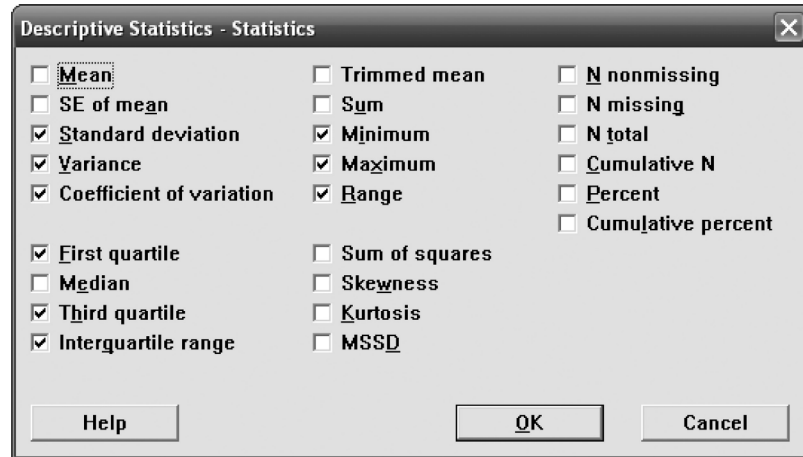 Descriptive Statistics - Statistics
Mean
SE of mean
Standard deviation
Variance
Coefficient of variation
First quartile
Median
Third quartile
Interquartile range
Trimmed mean
Sum
Minimum
Maximum
Range
Sum of squares
Skewness
Kurtosis
MSSD
N nonmissing
N missing
N total
Cumulative N
Percent
Cumulative percent
Help
OK
Cancel